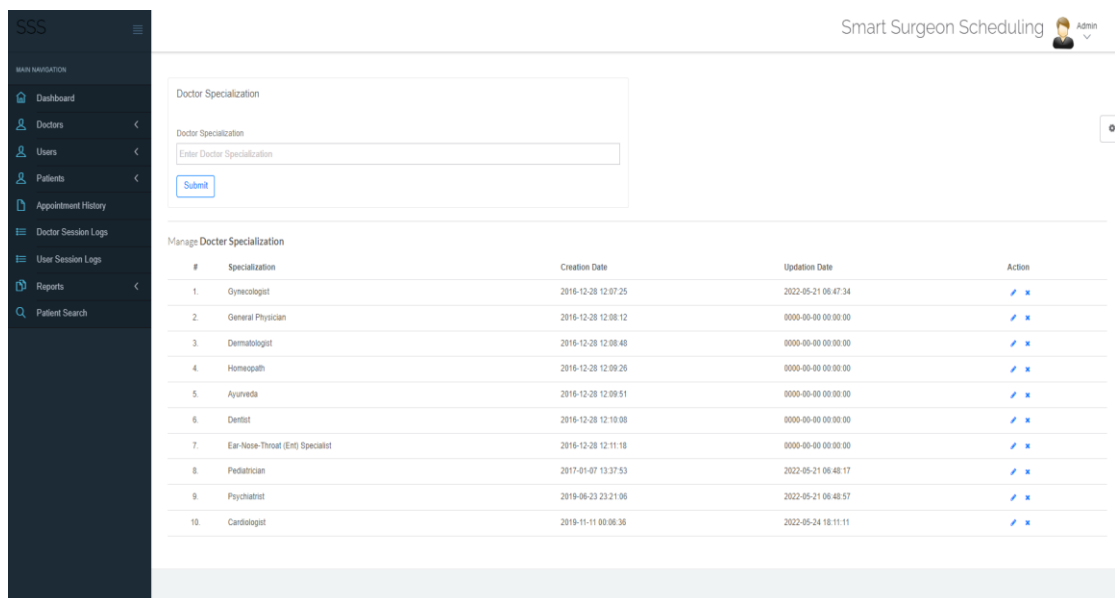 SSS
Smart Surgeon Scheduling
Admin
MAIN NAVIGATION
Dashboard
Doctors
Users
Patients
Appointment History
Doctor Session Logs
User Session Logs
Reports
Patient Search
Doctor Specialization
Doctor Specialization
Enter Doctor Specialization
Submit
Manage Docter Specialization
# Specialization Creation Date Updation Date Action
1. Gynecologist 2016-12-28 12:07:25 2022-05-21 06:47:34
2. General Physician 2016-12-28 12:08:12 0000-00-00 00:00:00
3. Dermatologist 2016-12-28 12:08:48 0000-00-00 00:00:00
4. Homeopath 2016-12-28 12:09:26 0000-00-00 00:00:00
5. Ayurveda 2016-12-28 12:09:51 0000-00-00 00:00:00
6. Dentist 2016-12-28 12:10:08 0000-00-00 00:00:00
7. Ear-Nose-Throat (Ent) Specialist 2016-12-28 12:11:18 0000-00-00 00:00:00
8. Pediatrician 2017-01-07 13:37:53 2022-05-21 06:48:17
9. Psychiatrist 2019-06-23 23:21:06 2022-05-21 06:48:57
10. Cardiologist 2019-11-11 00:06:36 2022-05-24 18:11:11